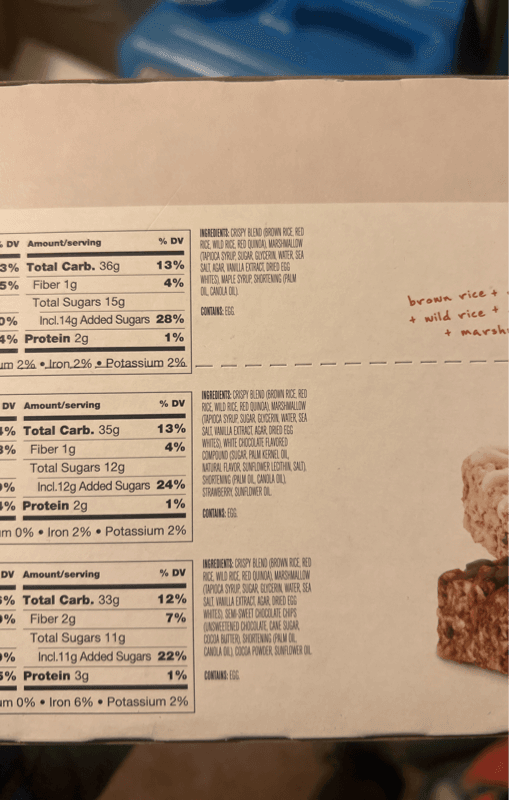 % DV Amount/serving % DV
3% Total Carb. 36g 13%
5% Fiber 1g 4%
Total Sugars 15g
0% Incl.14g Added Sugars 28%
4% Protein 2g 1%
um 2% • Iron 2% • Potassium 2%
INGREDIENTS: CRISPY BLEND (BROWN RICE, RED
RICE, WILD RICE, RED QUINOA), MARSHMALLOW
(TAPIOCA SYRUP, SUGAR, GLYCERIN, WATER, SEA
SALT, AGAR, VANILLA EXTRACT, DRIED EGG
WHITES), MAPLE SYRUP, SHORTENING (PALM
OIL, CANOLA OIL).
CONTAINS: EGG.
brown rice +
+ wild rice +
+ marsh
DV Amount/serving % DV
% Total Carb. 35g 13%
3% Fiber 1g 4%
Total Sugars 12g
% Incl.12g Added Sugars 24%
% Protein 2g 1%
m 0% • Iron 2% • Potassium 2%
INGREDIENTS: CRISPY BLEND (BROWN RICE, RED
RICE, WILD RICE, RED QUINOA), MARSHMALLOW
(TAPIOCA SYRUP, SUGAR, GLYCERIN, WATER, SEA
SALT, VANILLA EXTRACT, AGAR, DRIED EGG
WHITES), WHITE CHOCOLATE FLAVORED
COMPOUND (SUGAR, PALM KERNEL OIL,
NATURAL FLAVOR, SUNFLOWER LECITHIN, SALT),
SHORTENING (PALM OIL, CANOLA OIL),
STRAWBERRY, SUNFLOWER OIL.
CONTAINS: EGG.
DV Amount/serving % DV
% Total Carb. 33g 12%
% Fiber 2g 7%
Total Sugars 11g
% Incl.11g Added Sugars 22%
5% Protein 3g 1%
um 0% • Iron 6% • Potassium 2%
INGREDIENTS: CRISPY BLEND (BROWN RICE, RED
RICE, WILD RICE, RED QUINOA), MARSHMALLOW
(TAPIOCA SYRUP, SUGAR, GLYCERIN, WATER, SEA
SALT, VANILLA EXTRACT, AGAR, DRIED EGG
WHITES), SEMI-SWEET CHOCOLATE CHIPS
(UNSWEETENED CHOCOLATE, CANE SUGAR,
COCOA BUTTER), SHORTENING (PALM OIL,
CANOLA OIL), COCOA POWDER, SUNFLOWER OIL.
CONTAINS: EGG.